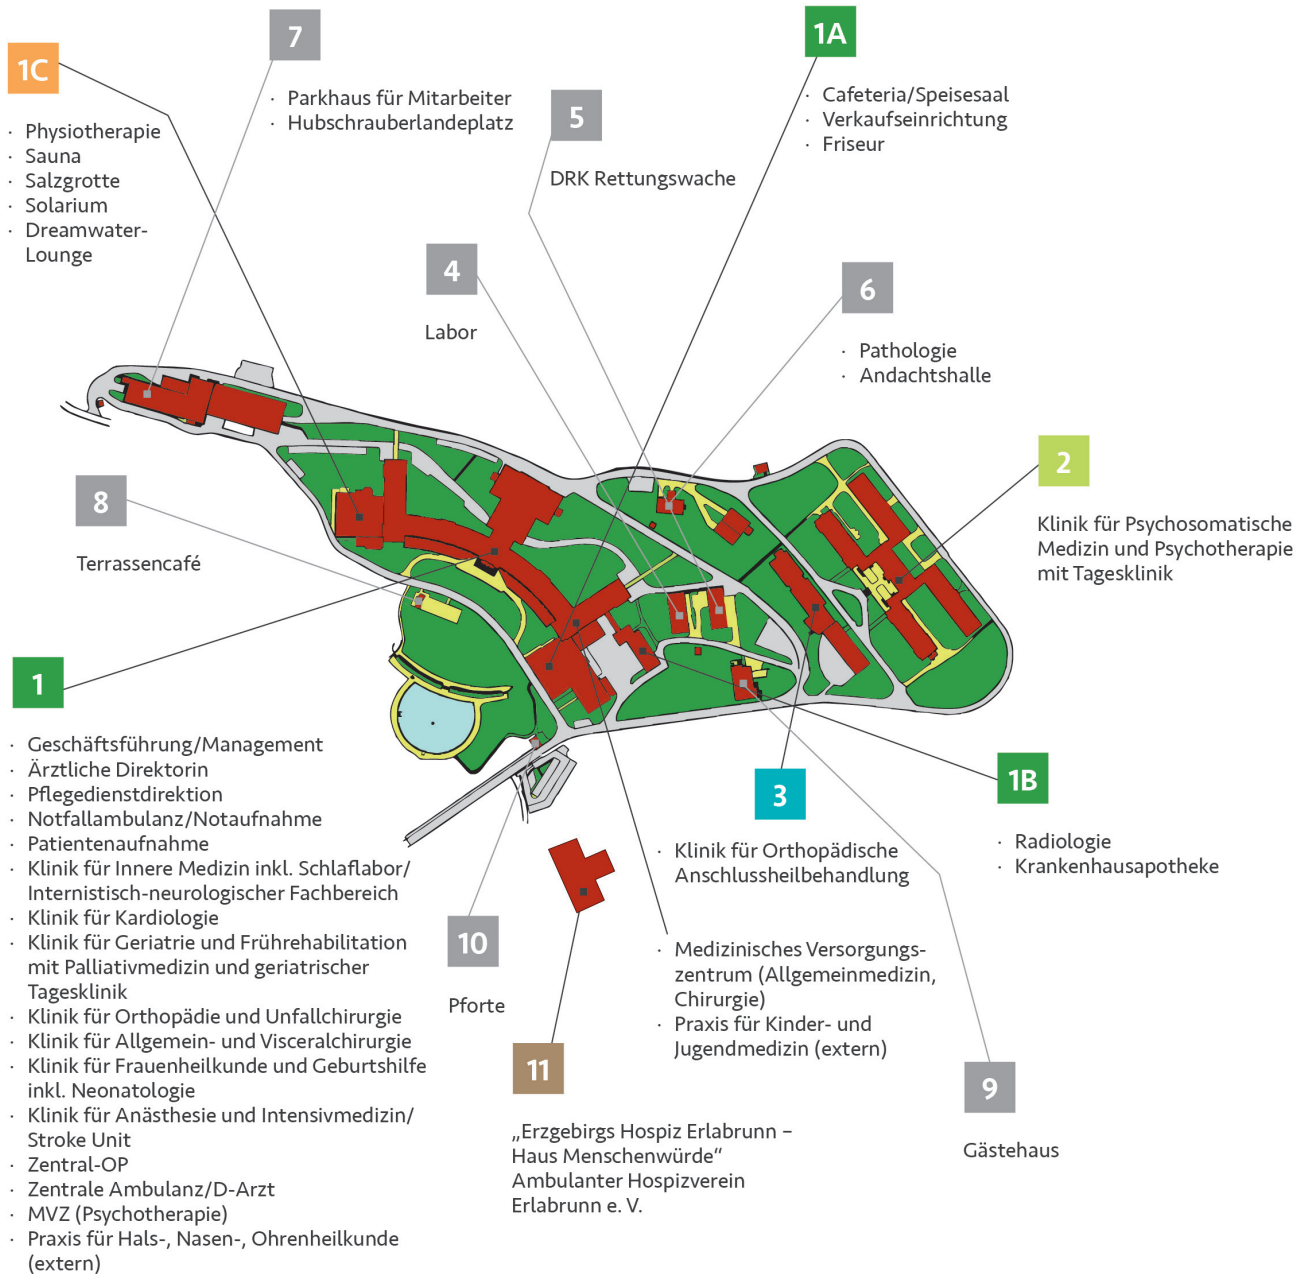 1C
· Physiotherapie
· Sauna
· Salzgrotte
· Solarium
· Dreamwater-
Lounge
7
· Parkhaus für Mitarbeiter
· Hubschrauberlandeplatz
5
DRK Rettungswache
1A
· Cafeteria/Speisesaal
· Verkaufseinrichtung
· Friseur
4
Labor
6
· Pathologie
· Andachtshalle
2
Klinik für Psychosomatische
Medizin und Psychotherapie
mit Tagesklinik
8
Terrassencafé
1
· Geschäftsführung/Management
· Ärztliche Direktorin
· Pflegedienstdirektion
· Notfallambulanz/Notaufnahme
· Patientenaufnahme
· Klinik für Innere Medizin inkl. Schlaflabor/
Internistisch-neurologischer Fachbereich
· Klinik für Kardiologie
· Klinik für Geriatrie und Frührehabilitation
mit Palliativmedizin und geriatrischer
Tagesklinik
· Klinik für Orthopädie und Unfallchirurgie
· Klinik für Allgemein- und Visceralchirurgie
· Klinik für Frauenheilkunde und Geburtshilfe
inkl. Neonatologie
· Klinik für Anästhesie und Intensivmedizin/
Stroke Unit
· Zentral-OP
· Zentrale Ambulanz/D-Arzt
· MVZ (Psychotherapie)
· Praxis für Hals-, Nasen-, Ohrenheilkunde
(extern)
10
Pforte
11
„Erzgebirgs Hospiz Erlabrunn –
Haus Menschenwürde“
Ambulanter Hospizverein
Erlabrunn e. V.
3
· Klinik für Orthopädische
Anschlussheilbehandlung
· Medizinisches Versorgungs-
zentrum (Allgemeinmedizin,
Chirurgie)
· Praxis für Kinder- und
Jugendmedizin (extern)
1B
· Radiologie
· Krankenhausapotheke
9
Gästehaus